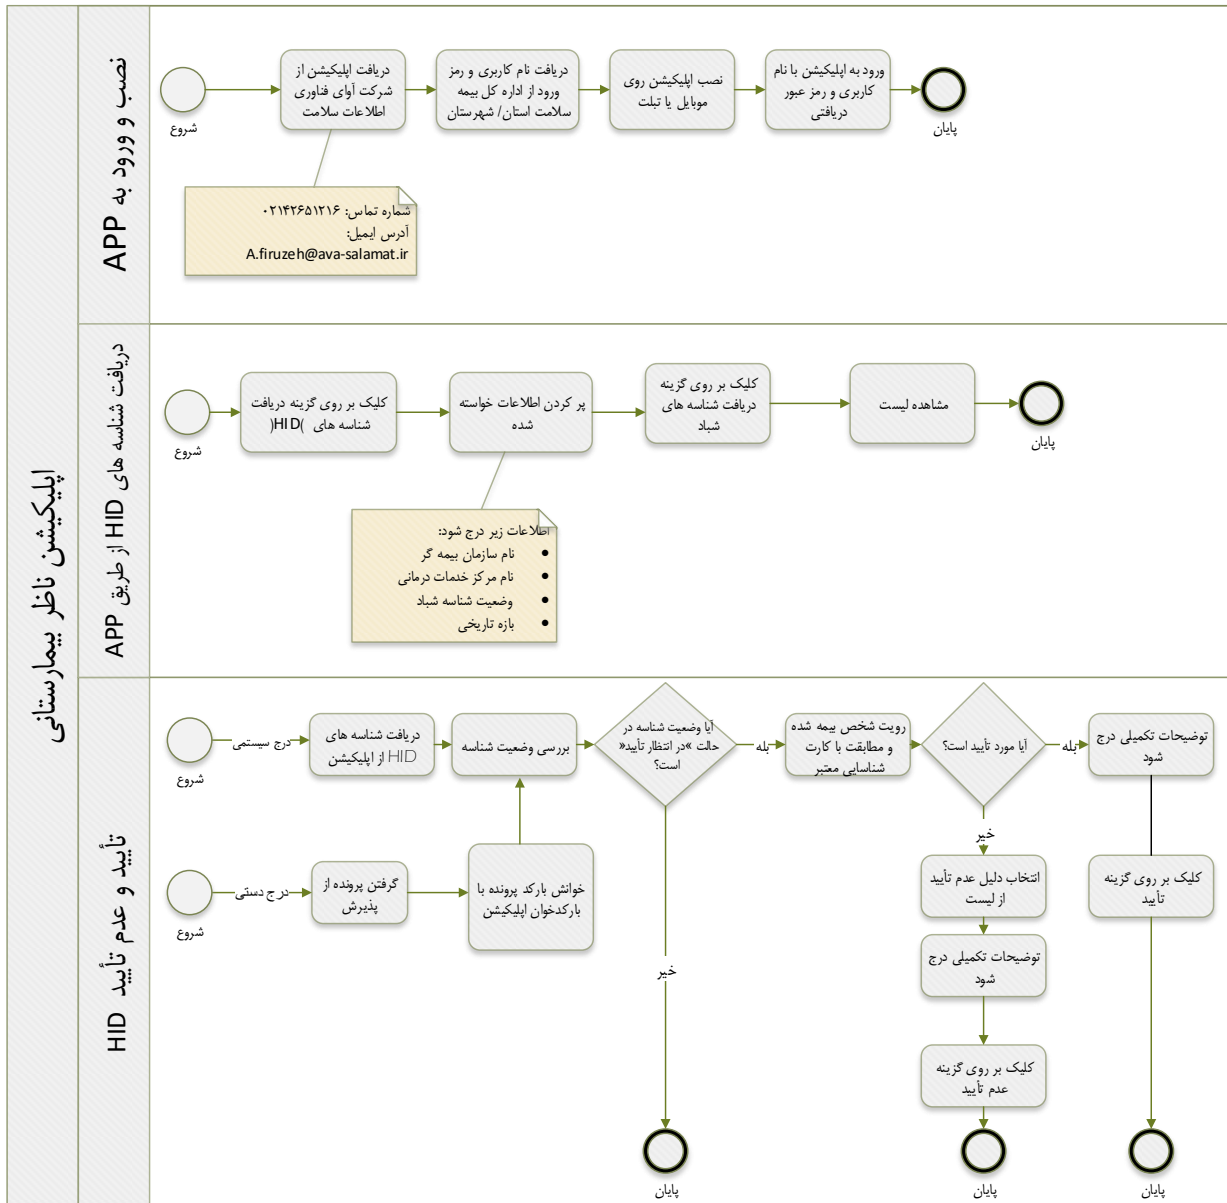 اپلیکیشن ناظر بیمارستانی
نصب و ورود به APP
شروع
دریافت اپلیکیشن از
شرکت آوای فناوری
اطلاعات سلامت
دریافت نام کاربری و رمز
ورود از اداره کل بیمه
سلامت استان/ شهرستان
نصب اپلیکیشن روی
موبایل یا تبلت
ورود به اپلیکیشن با نام
کاربری و رمز عبور
دریافتی
پایان
شماره تماس: ۰۲۱۴۲۶۵۱۲۱۶
آدرس ایمیل:
A.firuzeh@ava-salamat.ir
دریافت شناسه های HID از طریق APP
شروع
کلیک بر روی گزینه دریافت
شناسه های )HID(
پر کردن اطلاعات خواسته
شده
کلیک بر روی گزینه
دریافت شناسه های
شباد
مشاهده لیست
پایان
اطلاعات زیر درج شود:
• نام سازمان بیمه گر
• نام مرکز خدمات درمانی
• وضعیت شناسه شباد
• بازه تاریخی
تأیید و عدم تأیید HID
شروع
درج سیستمی
دریافت شناسه های
HID از اپلیکیشن
بررسی وضعیت شناسه
آیا وضعیت شناسه در
حالت »در انتظار تأیید«
است؟
بله
رویت شخص بیمه شده
و مطابقت با کارت
شناسایی معتبر
آیا مورد تأیید است؟
بله
توضیحات تکمیلی درج
شود
شروع
درج دستی
گرفتن پرونده از
پذیرش
خوانش بارکد پرونده با
بارکدخوان اپلیکیشن
خیر
خیر
انتخاب دلیل عدم تأیید
از لیست
توضیحات تکمیلی درج
شود
کلیک بر روی گزینه
عدم تأیید
کلیک بر روی گزینه
تأیید
پایان
پایان
پایان